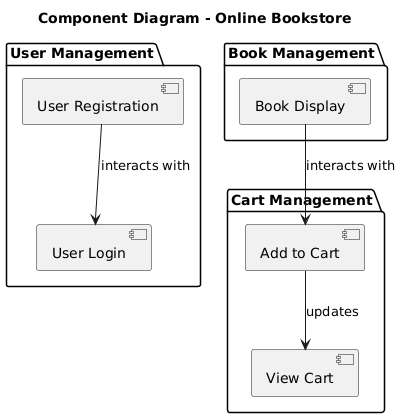 Component Diagram - Online Bookstore
User Management
Book Management
User Registration
Book Display
interacts with
interacts with
Cart Management
User Login
Add to Cart
updates
View Cart